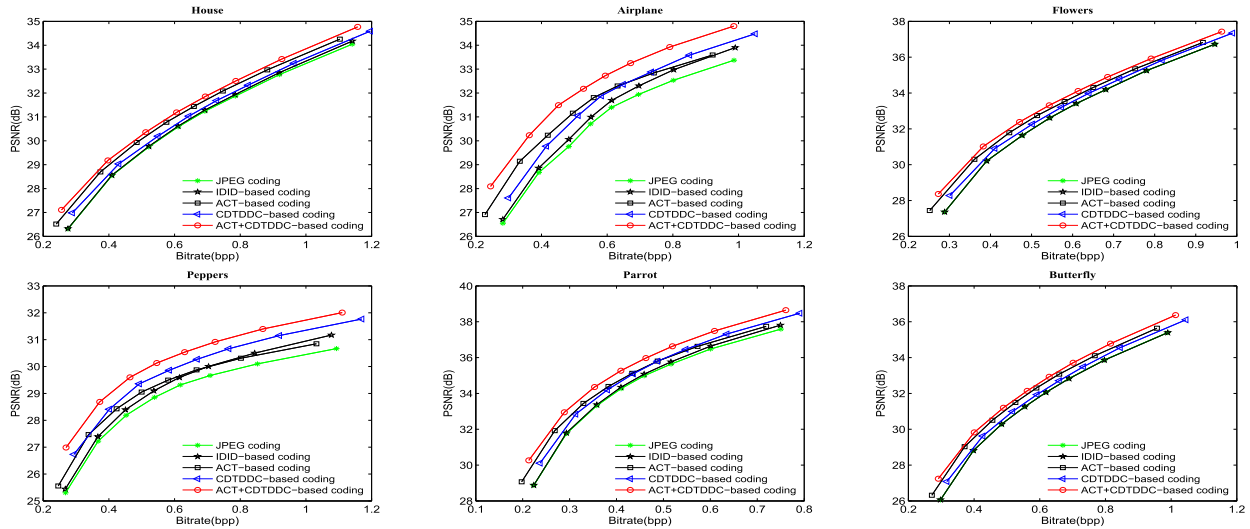 House
PSNR(dB)
35
34
33
32
31
30
29
28
27
26
0.2
0.4
0.6
0.8
1
1.2
Bitrate(bpp)
JPEG coding
IDID−based coding
ACT−based coding
CDTDDC−based coding
ACT+CDTDDC−based coding
Airplane
PSNR(dB)
35
34
33
32
31
30
29
28
27
26
0.2
0.4
0.6
0.8
1
1.2
Bitrate(bpp)
JPEG coding
IDID−based coding
ACT−based coding
CDTDDC−based coding
ACT+CDTDDC−based coding
Flowers
PSNR(dB)
38
36
34
32
30
28
26
0.2
0.3
0.4
0.5
0.6
0.7
0.8
0.9
1
Bitrate(bpp)
JPEG coding
IDID−based coding
ACT−based coding
CDTDDC−based coding
ACT+CDTDDC−based coding
Peppers
PSNR(dB)
33
32
31
30
29
28
27
26
25
0.2
0.4
0.6
0.8
1
1.2
Bitrate(bpp)
JPEG coding
IDID−based coding
ACT−based coding
CDTDDC−based coding
ACT+CDTDDC−based coding
Parrot
PSNR(dB)
40
38
36
34
32
30
28
0.1
0.2
0.3
0.4
0.5
0.6
0.7
0.8
Bitrate(bpp)
JPEG coding
IDID−based coding
ACT−based coding
CDTDDC−based coding
ACT+CDTDDC−based coding
Butterfly
PSNR(dB)
38
36
34
32
30
28
26
0.2
0.4
0.6
0.8
1
1.2
Bitrate(bpp)
JPEG coding
IDID−based coding
ACT−based coding
CDTDDC−based coding
ACT+CDTDDC−based coding